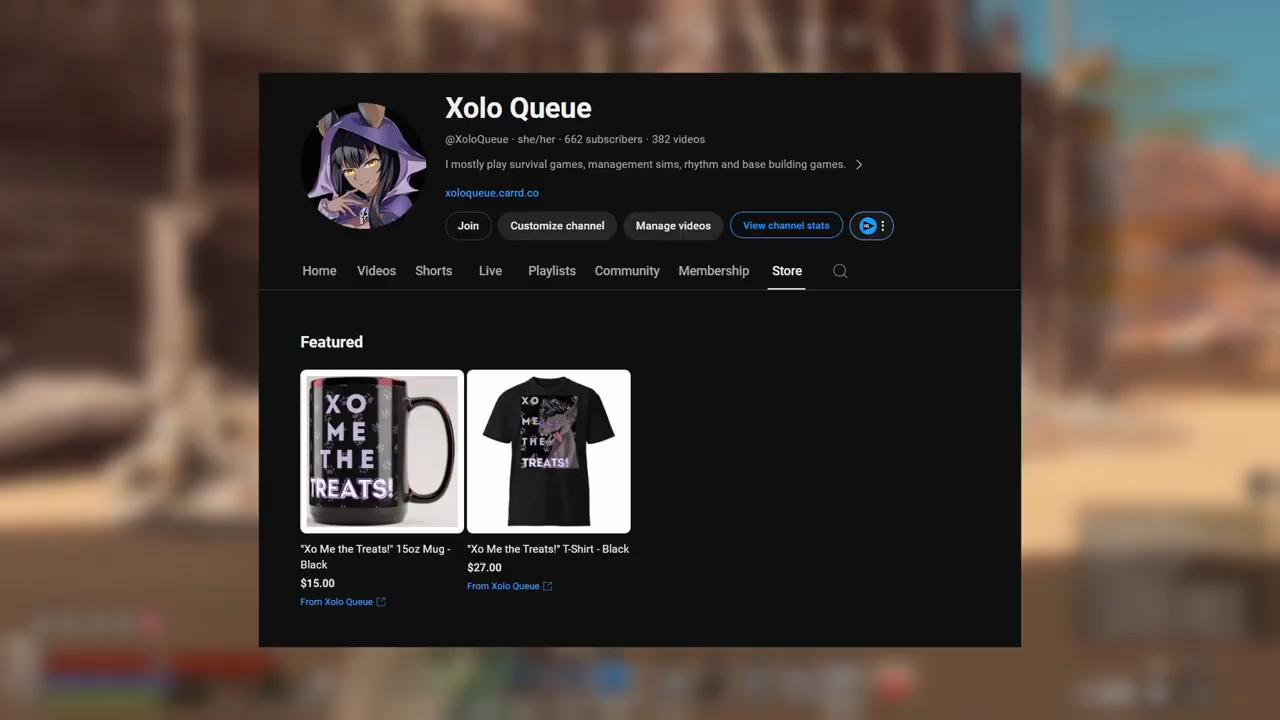 Xolo Queue
@XoloQueue · she/her · 662 subscribers · 382 videos
I mostly play survival games, management sims, rhythm and base building games.
xoloqueue.carrd.co
Join Customize channel Manage videos View channel stats
Home Videos Shorts Live Playlists Community Membership Store
Featured
XO
ME
THE
TREATS!
XO
ME
THE
TREATS!
"Xo Me the Treats!" 15oz Mug -
Black
$15.00
From Xolo Queue
"Xo Me the Treats!" T-Shirt - Black
$27.00
From Xolo Queue